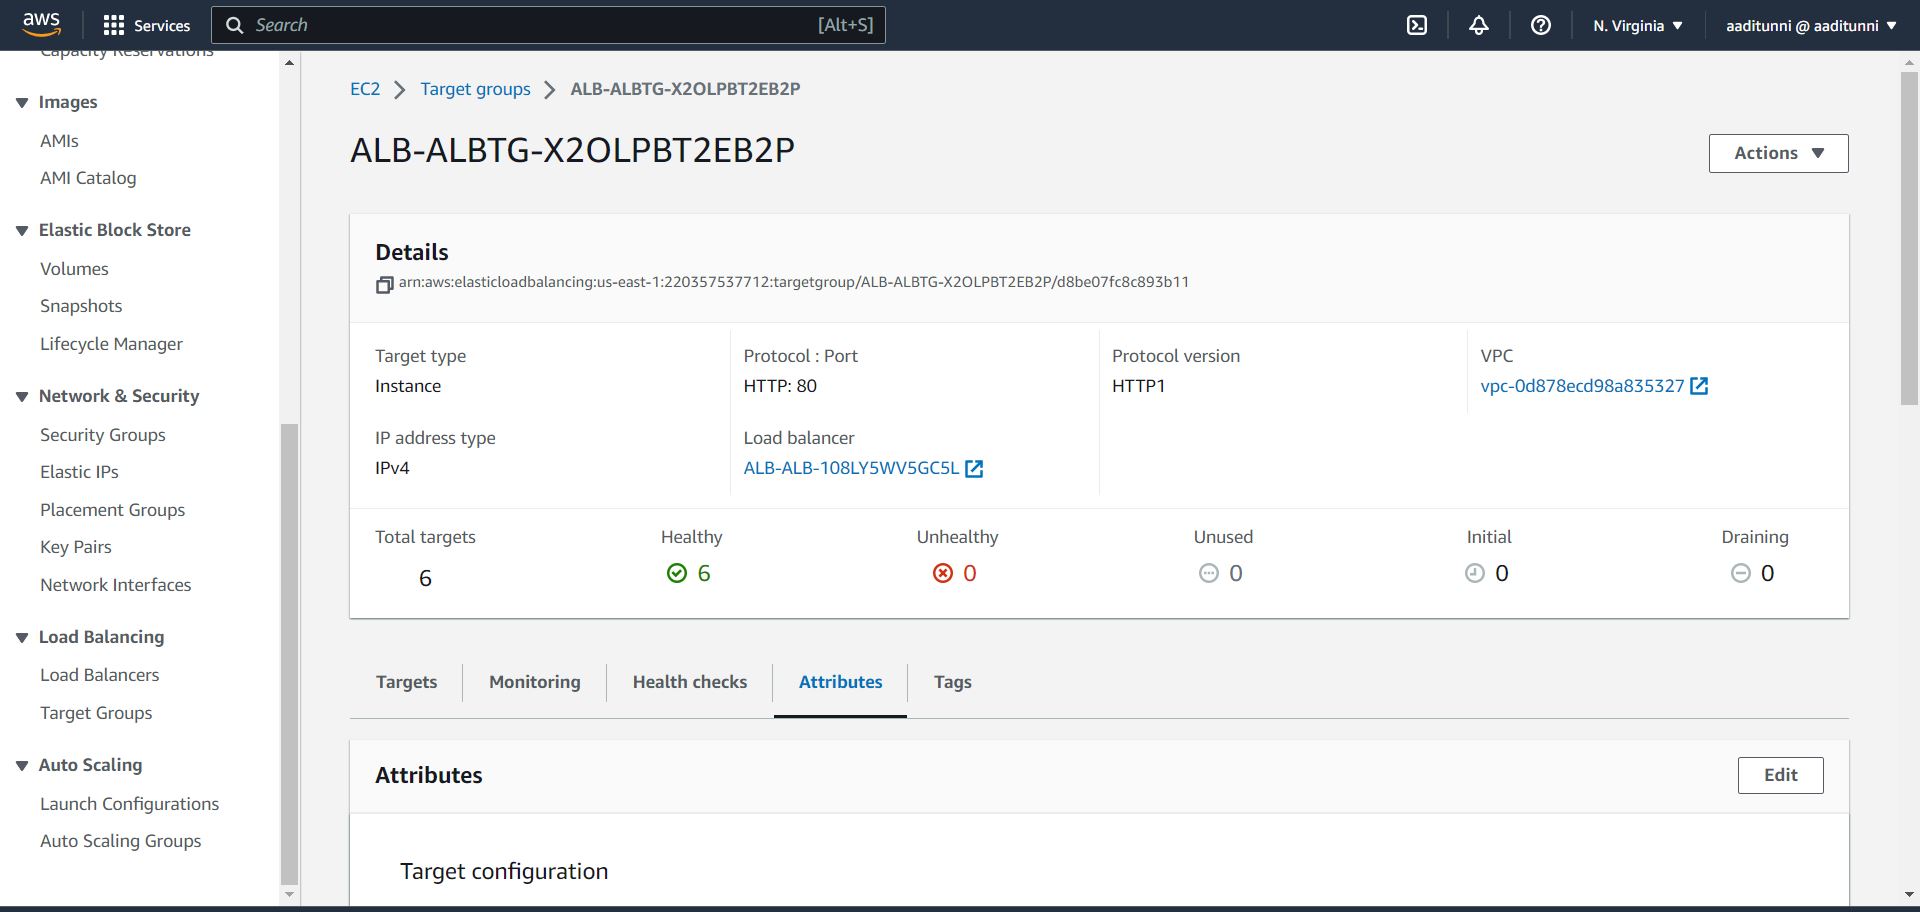 aws
Services
Search
[Alt+S]
N. Virginia
aaditunni @ aaditunni
Capacity Reservations
Images
AMIs
AMI Catalog
Elastic Block Store
Volumes
Snapshots
Lifecycle Manager
Network & Security
Security Groups
Elastic IPs
Placement Groups
Key Pairs
Network Interfaces
Load Balancing
Load Balancers
Target Groups
Auto Scaling
Launch Configurations
Auto Scaling Groups
EC2 > Target groups > ALB-ALBTG-X2OLPBT2EB2P
ALB-ALBTG-X2OLPBT2EB2P
Actions
Details
arn:aws:elasticloadbalancing:us-east-1:220357537712:targetgroup/ALB-ALBTG-X2OLPBT2EB2P/d8be07fc8c893b11
Target type
Instance
Protocol : Port
HTTP: 80
Protocol version
HTTP1
VPC
vpc-0d878ecd98a835327
IP address type
IPv4
Load balancer
ALB-ALB-108LY5WV5GC5L
Total targets
6
Healthy
6
Unhealthy
0
Unused
0
Initial
0
Draining
0
Targets
Monitoring
Health checks
Attributes
Tags
Attributes
Edit
Target configuration